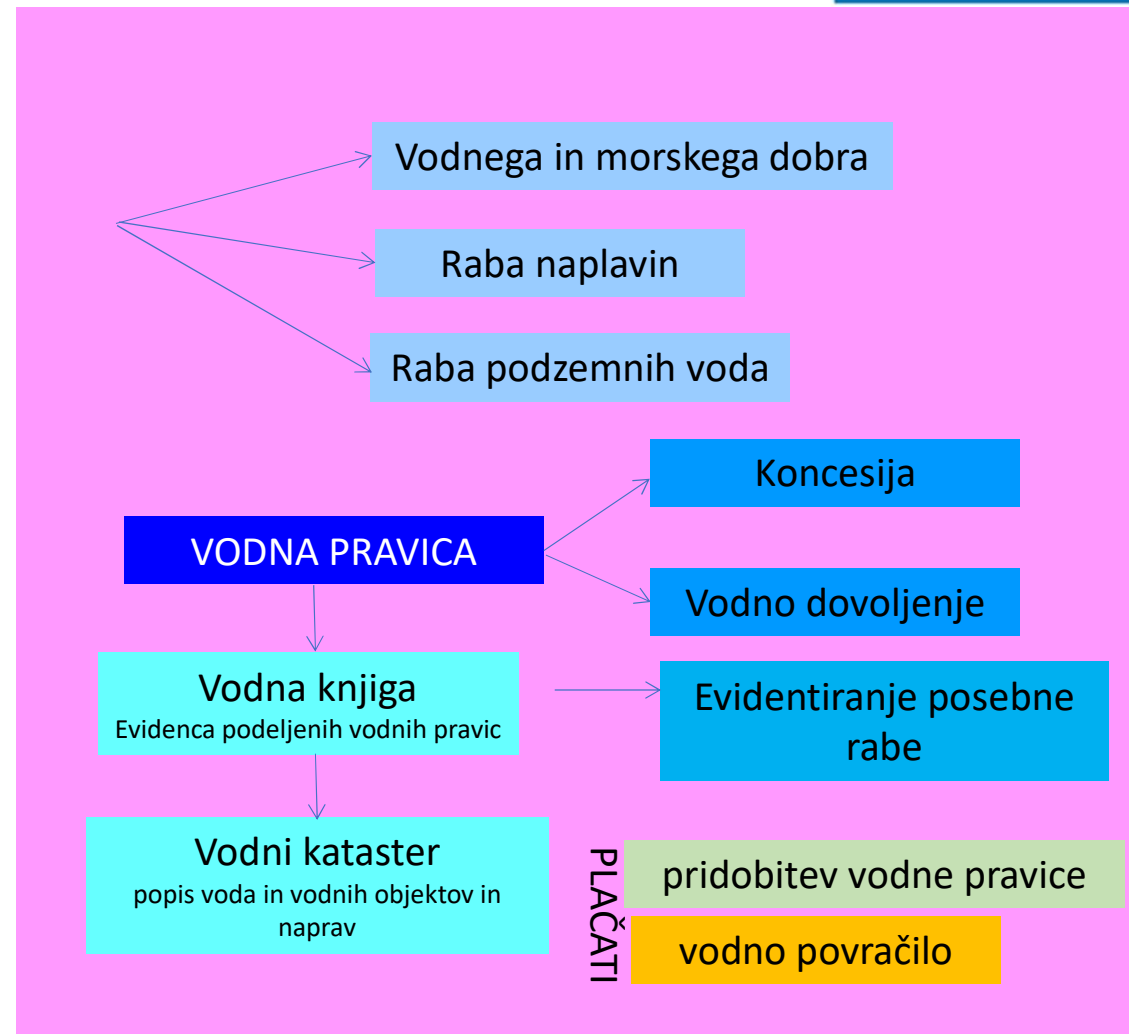 Vodnega in morskega dobra
Raba naplavin
Raba podzemnih voda
Koncesija
VODNA PRAVICA
Vodno dovoljenje
Vodna knjiga
Evidenca podeljenih vodnih pravic
Evidentiranje posebne
rabe
Vodni kataster
popis voda in vodnih objektov in
naprav
PLAČATI
pridobitev vodne pravice
vodno povračilo